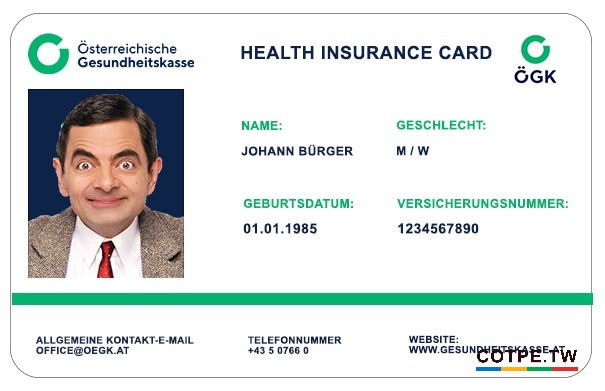 Österreichische
Gesundheitskasse
HEALTH INSURANCE CARD
ÖGK
NAME:
JOHANN BÜRGER
GESCHLECHT:
M / W
GEBURTSDATUM:
01.01.1985
VERSICHERUNGSNUMMER:
1234567890
ALLGEMEINE KONTAKT-E-MAIL
OFFICE@OEGK.AT
TELEFONNUMMER
+43 5 0766 0
WEBSITE:
WWW.GESUNDHEITSKASSE.AT
COTPE.TW